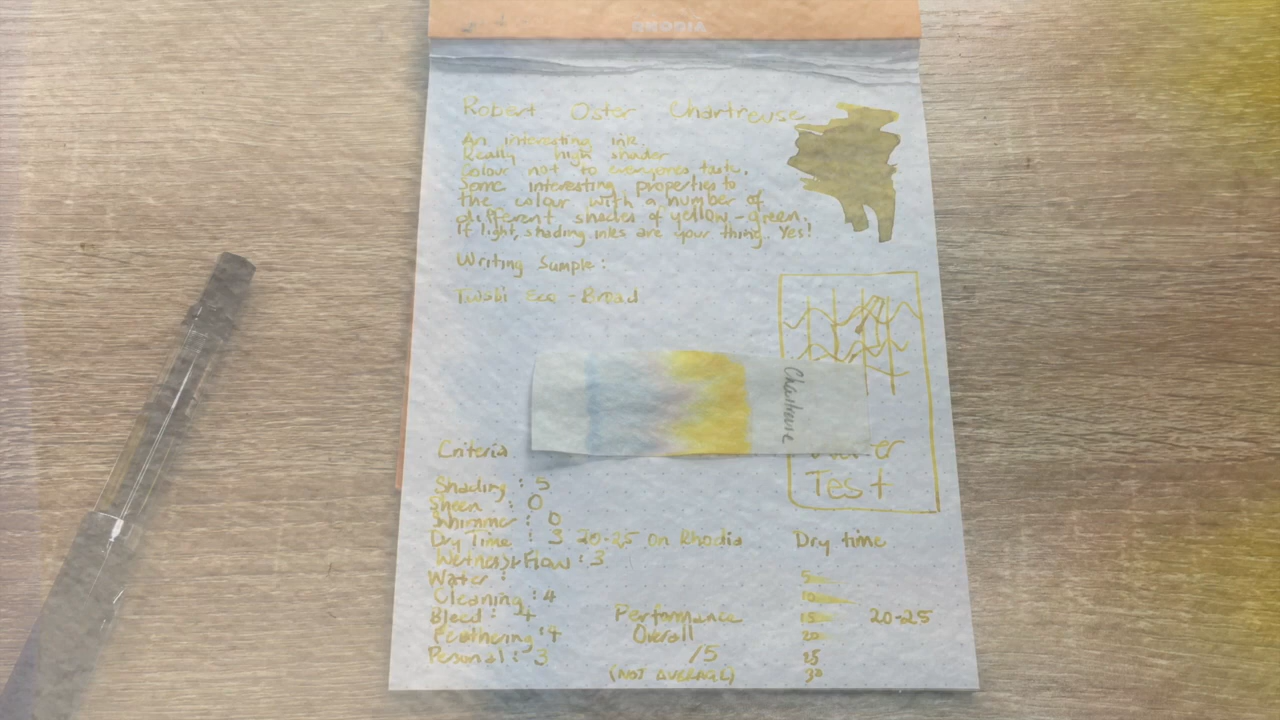 RHODIA
Robert Oster Chartreuse
An interesting ink.
Really high shader
Colour not to everyones taste.
Some interesting properties to
the colour with a number of
different shades of yellow-green.
If light, shading inks are your thing. Yes!
Writing Sample:
Twsbi Eco - Broad
Chartreuse
Test
Criteria
Shading: 5
Sheen: 0
Shimmer: 0
Dry Time: 3 20-25 on Rhodia
Wetness/Flow: 3
Water:
Cleaning: 4
Bleed: 4
Feathering: 4
Personal: 3
Performance
Overall
/5
(NOT AVERAGE)
Dry time
5
10
15 20-25
20
25
30